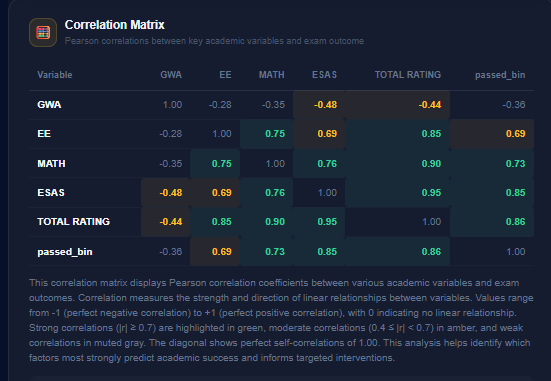 Correlation Matrix
Pearson correlations between key academic variables and exam outcome
Variable GWA EE MATH ESAS TOTAL RATING passed_bin
GWA 1.00 -0.28 -0.35 -0.48 -0.44 -0.36
EE -0.28 1.00 0.75 0.69 0.85 0.69
MATH -0.35 0.75 1.00 0.76 0.90 0.73
ESAS -0.48 0.69 0.76 1.00 0.95 0.85
TOTAL RATING -0.44 0.85 0.90 0.95 1.00 0.86
passed_bin -0.36 0.69 0.73 0.85 0.86 1.00
This correlation matrix displays Pearson correlation coefficients between various academic variables and exam
outcomes. Correlation measures the strength and direction of linear relationships between variables. Values range
from -1 (perfect negative correlation) to +1 (perfect positive correlation), with 0 indicating no linear relationship.
Strong correlations (|r| ≥ 0.7) are highlighted in green, moderate correlations (0.4 ≤ |r| < 0.7) in amber, and weak
correlations in muted gray. The diagonal shows perfect self-correlations of 1.00. This analysis helps identify which
factors most strongly predict academic success and informs targeted interventions.